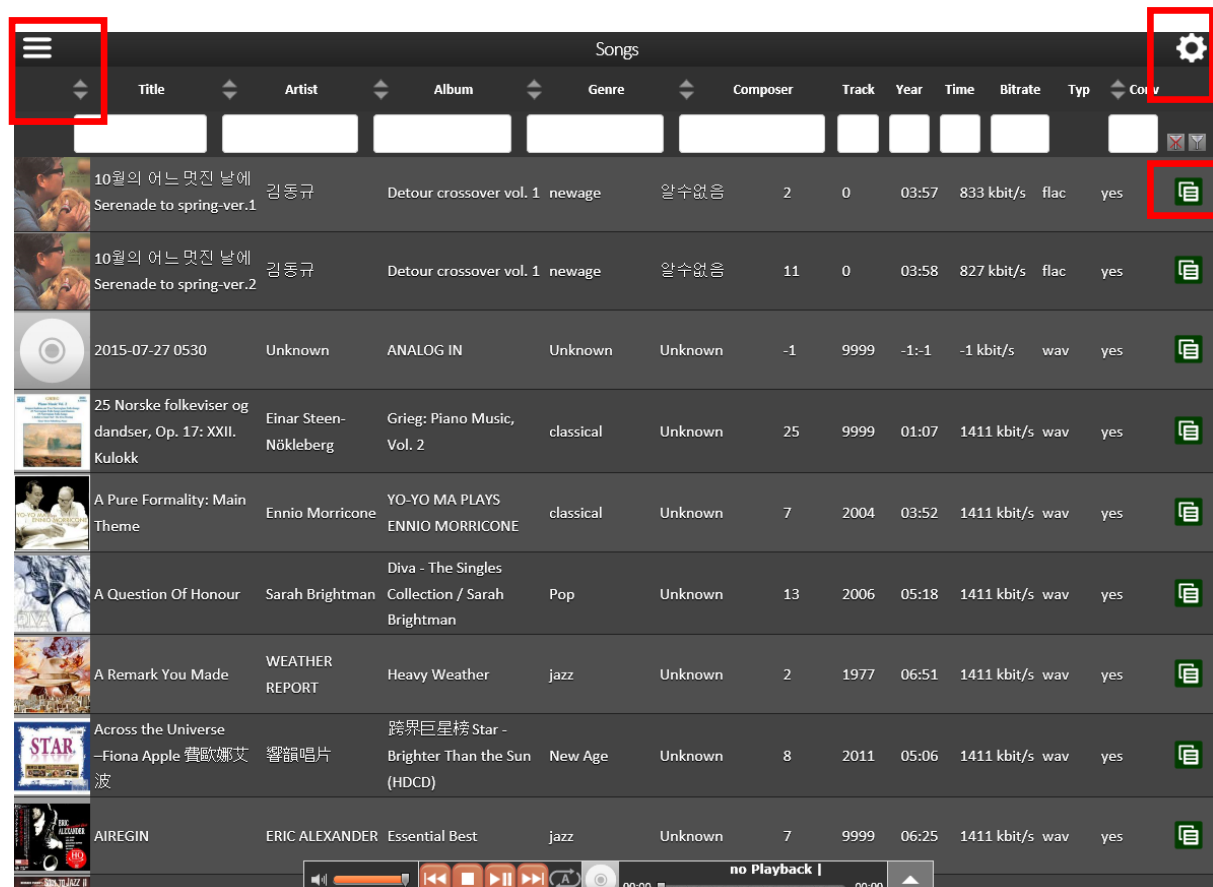 Songs
Title Artist Album Genre Composer Track Year Time Bitrate Typ Conv
10월의 어느 멋진 날에
Serenade to spring-ver.1
김동규
Detour crossover vol. 1 newage 알수없음 2 0 03:57 833 kbit/s flac yes
10월의 어느 멋진 날에
Serenade to spring-ver.2
김동규
Detour crossover vol. 1 newage 알수없음 11 0 03:58 827 kbit/s flac yes
2015-07-27 0530 Unknown ANALOG IN Unknown Unknown -1 9999 -1:-1 -1 kbit/s wav yes
25 Norske folkeviser og
dandser, Op. 17: XXII.
Kulokk
Einar Steen-
Nökleberg
Grieg: Piano Music,
Vol. 2
classical Unknown 25 9999 01:07 1411 kbit/s wav yes
A Pure Formality: Main
Theme
Ennio Morricone
YO-YO MA PLAYS
ENNIO MORRICONE
classical Unknown 7 2004 03:52 1411 kbit/s wav yes
DIVA
A Question Of Honour
Sarah Brightman
Diva - The Singles
Collection / Sarah
Brightman
Pop Unknown 13 2006 05:18 1411 kbit/s wav yes
A Remark You Made
WEATHER
REPORT
Heavy Weather jazz Unknown 2 1977 06:51 1411 kbit/s wav yes
STAR
Across the Universe
–Fiona Apple 費歐娜艾
波
響韻唱片
跨界巨星榜 Star -
Brighter Than the Sun
(HDCD)
New Age Unknown 8 2011 05:06 1411 kbit/s wav yes
ERIC
ALEXANDER
HQ
AIREGIN ERIC ALEXANDER Essential Best jazz Unknown 7 9999 06:25 1411 kbit/s wav yes
A
no Playback |
00:00 00:00